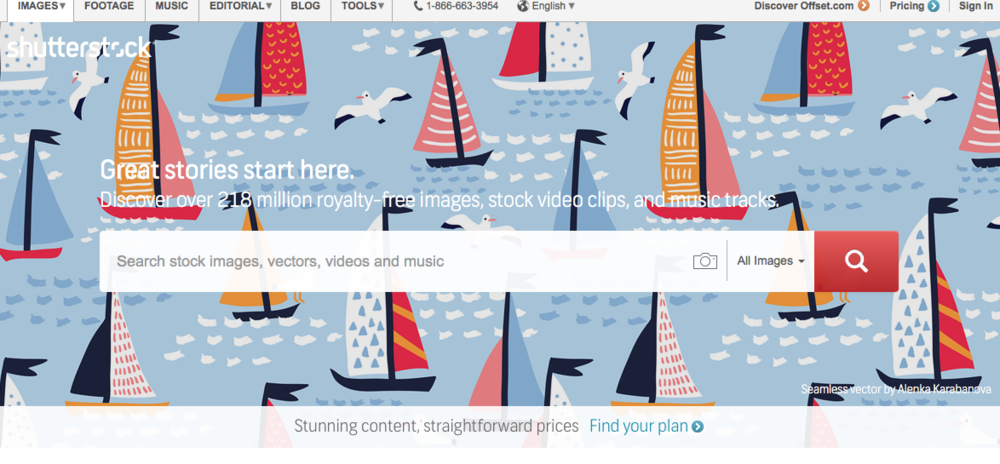 IMAGES▾ FOOTAGE MUSIC EDITORIAL▾ BLOG TOOLS▾ 1-866-663-3954 English ▾ Discover Offset.com Pricing Sign In
shutterstock
Great stories start here.
Discover over 218 million royalty-free images, stock video clips, and music tracks.
Search stock images, vectors, videos and music All Images
Seamless vector by Alenka Karabanova
Stunning content, straightforward prices Find your plan